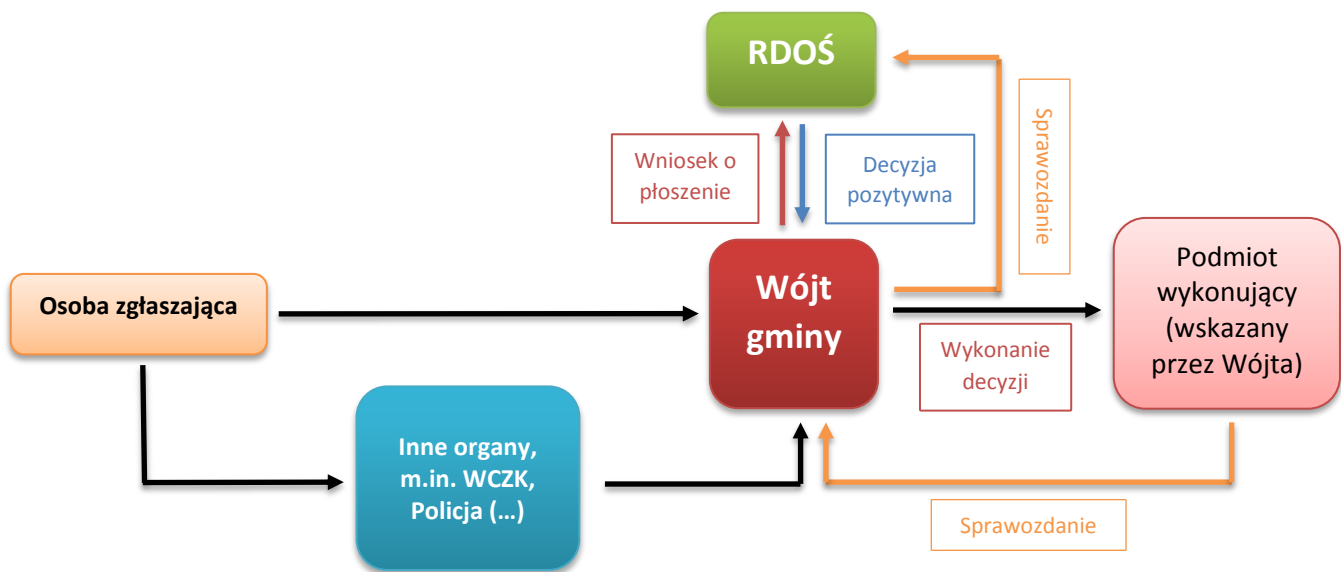 RDOŚ
Wniosek o
płoszenie
Decyzja
pozytywna
Sprawozdanie
Osoba zgłaszająca
Wójt
gminy
Podmiot
wykonujący
(wskazany
przez Wójta)
Wykonanie
decyzji
Inne organy,
m.in. WCZK,
Policja (...)
Sprawozdanie